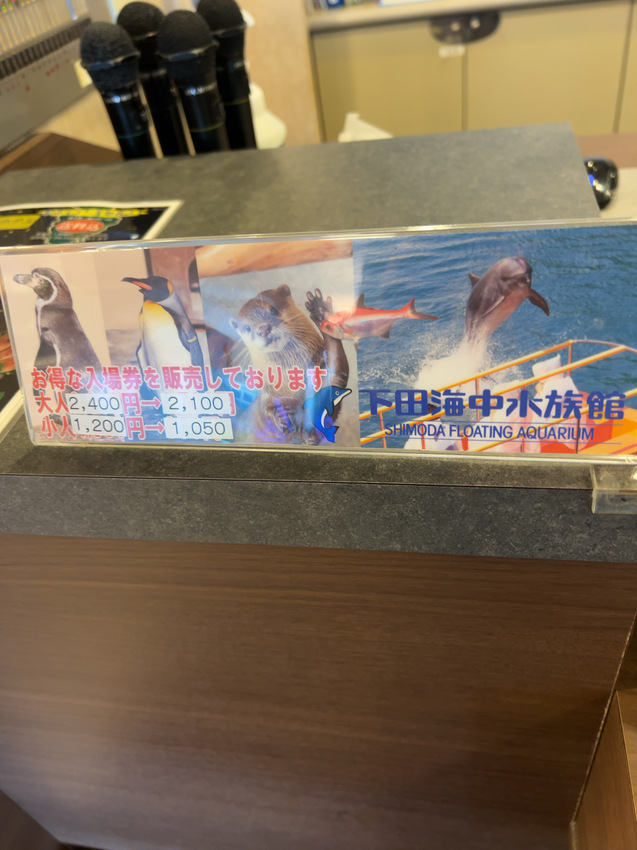 お得な入場券を販売しております
大人2,400円→2,100
小人1,200円→1,050
下田海中水族館
SHIMODA FLOATING AQUARIUM